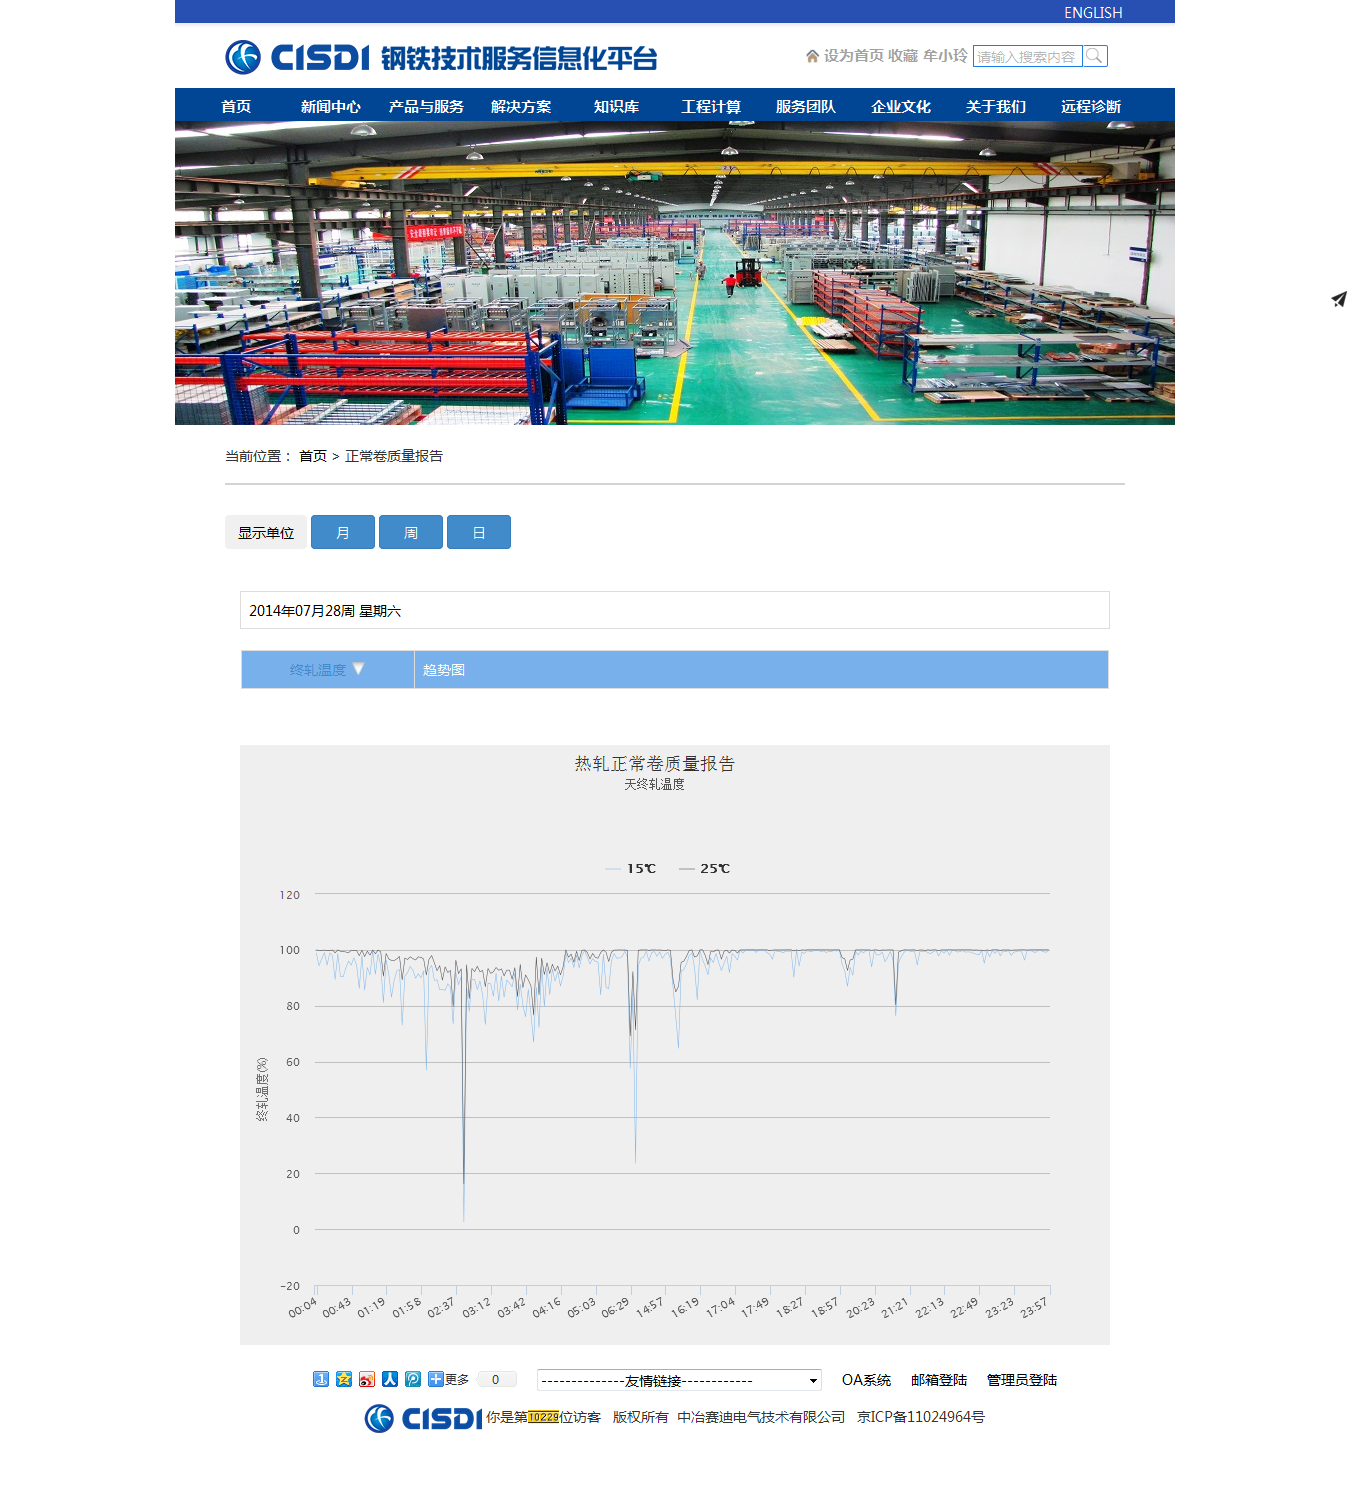 ENGLISH
CISDI 钢铁技术服务信息化平台
设为首页 收藏 牟小玲 请输入搜索内容
首页 新闻中心 产品与服务 解决方案 知识库 工程计算 服务团队 企业文化 关于我们 远程诊断
当前位置： 首页 > 正常卷质量报告
显示单位 月 周 日
2014年07月28周 星期六
终轧温度 趋势图
热轧正常卷质量报告
天终轧温度
15℃ 25℃
120
100
80
60
40
20
0
-20
终轧温度(%)
00:04 00:43 01:19 01:58 02:37 03:12 03:42 04:16 05:03 06:29 14:57 16:19 17:04 17:49 18:27 18:57 20:23 21:21 22:13 22:49 23:23 23:57
更多 0 --------------友情链接------------ OA系统 邮箱登陆 管理员登陆
CISDI 你是第10229位访客 版权所有 中冶赛迪电气技术有限公司 京ICP备11024964号